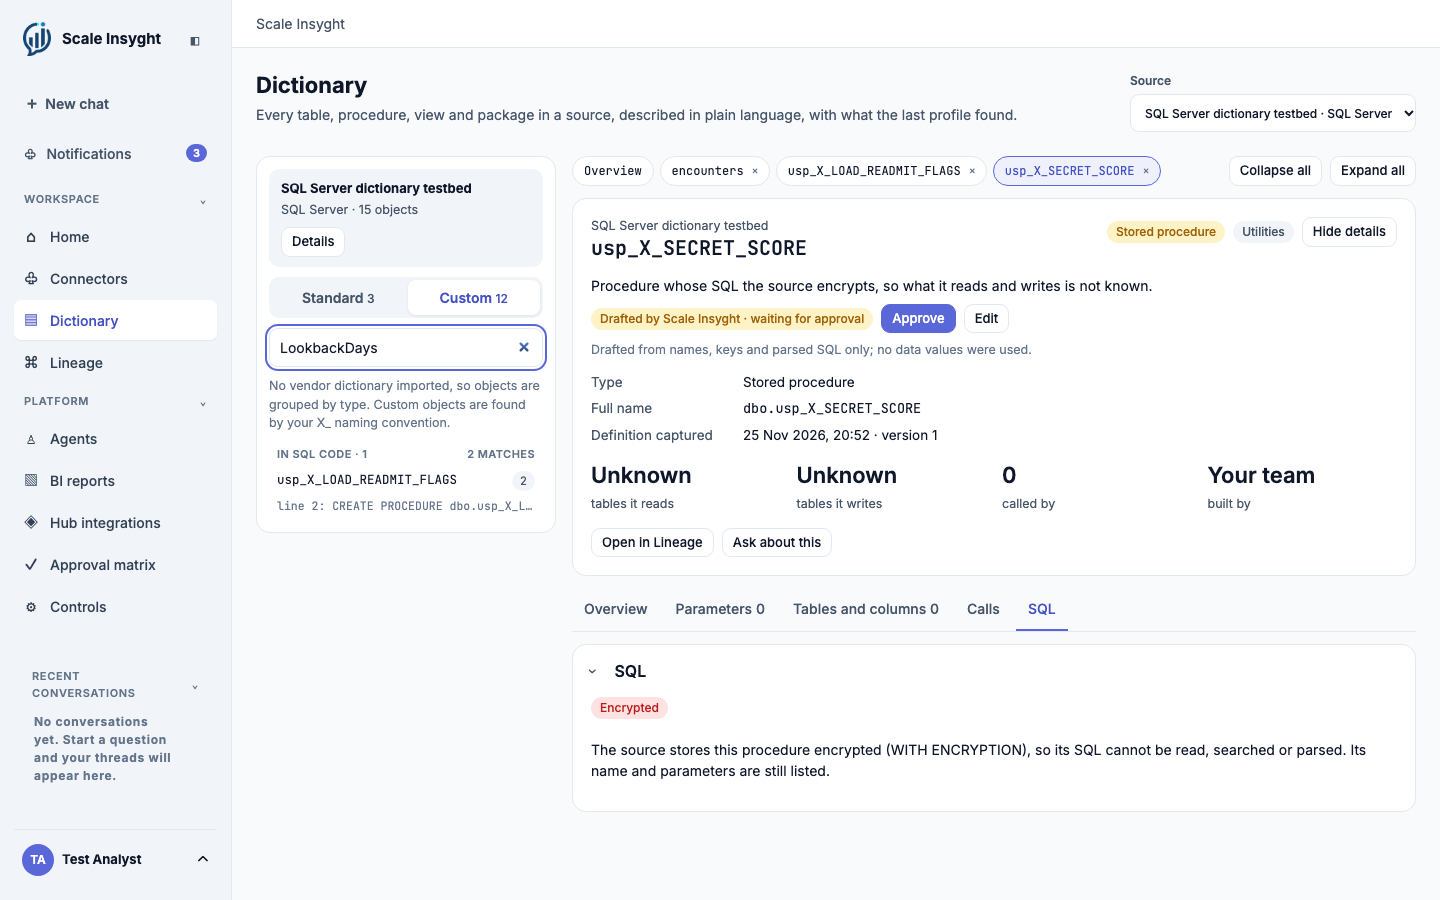 Scale Insyght
Scale Insyght
+ New chat
Notifications 3
WORKSPACE
Home
Connectors
Dictionary
Lineage
PLATFORM
Agents
BI reports
Hub integrations
Approval matrix
Controls
RECENT
CONVERSATIONS
No conversations
yet. Start a question
and your threads will
appear here.
TA Test Analyst
Dictionary
Every table, procedure, view and package in a source, described in plain language, with what the last profile found.
Source
SQL Server dictionary testbed · SQL Server
SQL Server dictionary testbed
SQL Server · 15 objects
Details
Standard 3 Custom 12
LookbackDays ×
No vendor dictionary imported, so objects are
grouped by type. Custom objects are found
by your X_ naming convention.
IN SQL CODE · 1 2 MATCHES
usp_X_LOAD_READMIT_FLAGS 2
line 2: CREATE PROCEDURE dbo.usp_X_L…
Overview encounters × usp_X_LOAD_READMIT_FLAGS × usp_X_SECRET_SCORE × Collapse all Expand all
SQL Server dictionary testbed
usp_X_SECRET_SCORE
Stored procedure Utilities Hide details
Procedure whose SQL the source encrypts, so what it reads and writes is not known.
Drafted by Scale Insyght · waiting for approval Approve Edit
Drafted from names, keys and parsed SQL only; no data values were used.
Type Stored procedure
Full name dbo.usp_X_SECRET_SCORE
Definition captured 25 Nov 2026, 20:52 · version 1
Unknown Unknown 0 Your team
tables it reads tables it writes called by built by
Open in Lineage Ask about this
Overview Parameters 0 Tables and columns 0 Calls SQL
SQL
Encrypted
The source stores this procedure encrypted (WITH ENCRYPTION), so its SQL cannot be read, searched or parsed. Its
name and parameters are still listed.